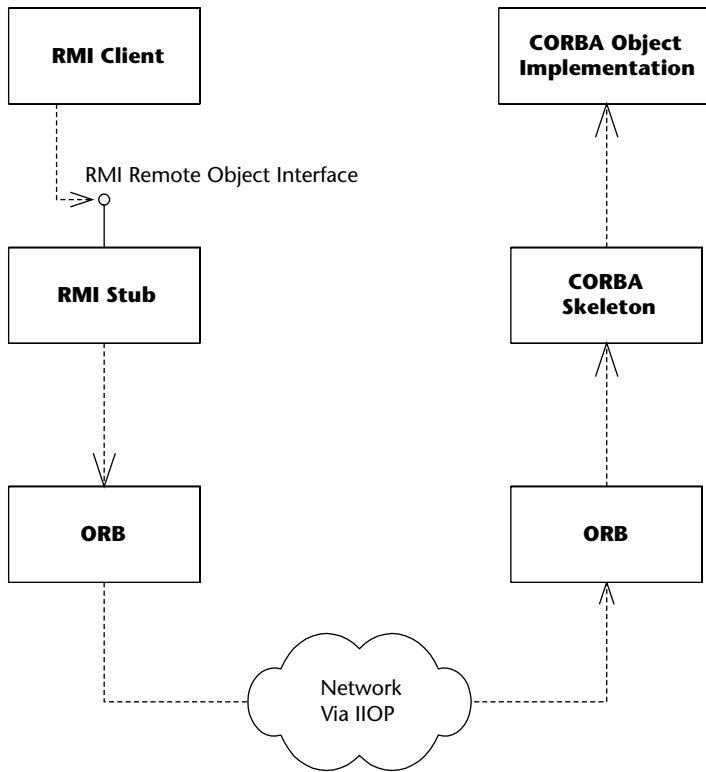 RMI Client
CORBA Object
Implementation
RMI Remote Object Interface
RMI Stub
CORBA
Skeleton
ORB
ORB
Network
Via IIOP